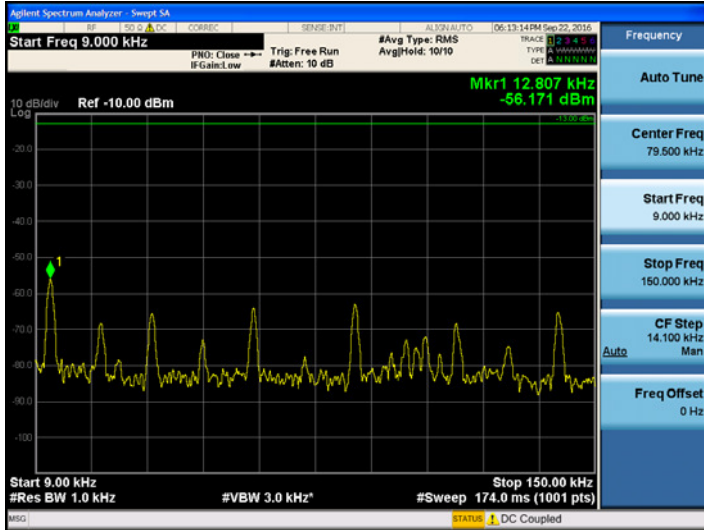 Agilent Spectrum Analyzer - Swept SA
RF 50 Ω DC CORREC SENSE:INT ALIGN AUTO 06:13:14 PM Sep 22, 2016
Start Freq 9.000 kHz
PNO: Close
IFGain:Low
Trig: Free Run
#Atten: 10 dB
#Avg Type: RMS
Avg|Hold: 10/10
TRACE 1 2 3 4 5 6
TYPE A WWWWW
DET A N N N N N
Mkr1 12.807 kHz
-56.171 dBm
10 dB/div Ref -10.00 dBm
Log
-13.00 dBm
-20.0
-30.0
-40.0
-50.0
1
-60.0
-70.0
-80.0
-90.0
-100
Start 9.00 kHz Stop 150.00 kHz
#Res BW 1.0 kHz #VBW 3.0 kHz* #Sweep 174.0 ms (1001 pts)
MSG STATUS DC Coupled
Frequency
Auto Tune
Center Freq
79.500 kHz
Start Freq
9.000 kHz
Stop Freq
150.000 kHz
CF Step
14.100 kHz
Auto Man
Freq Offset
0 Hz